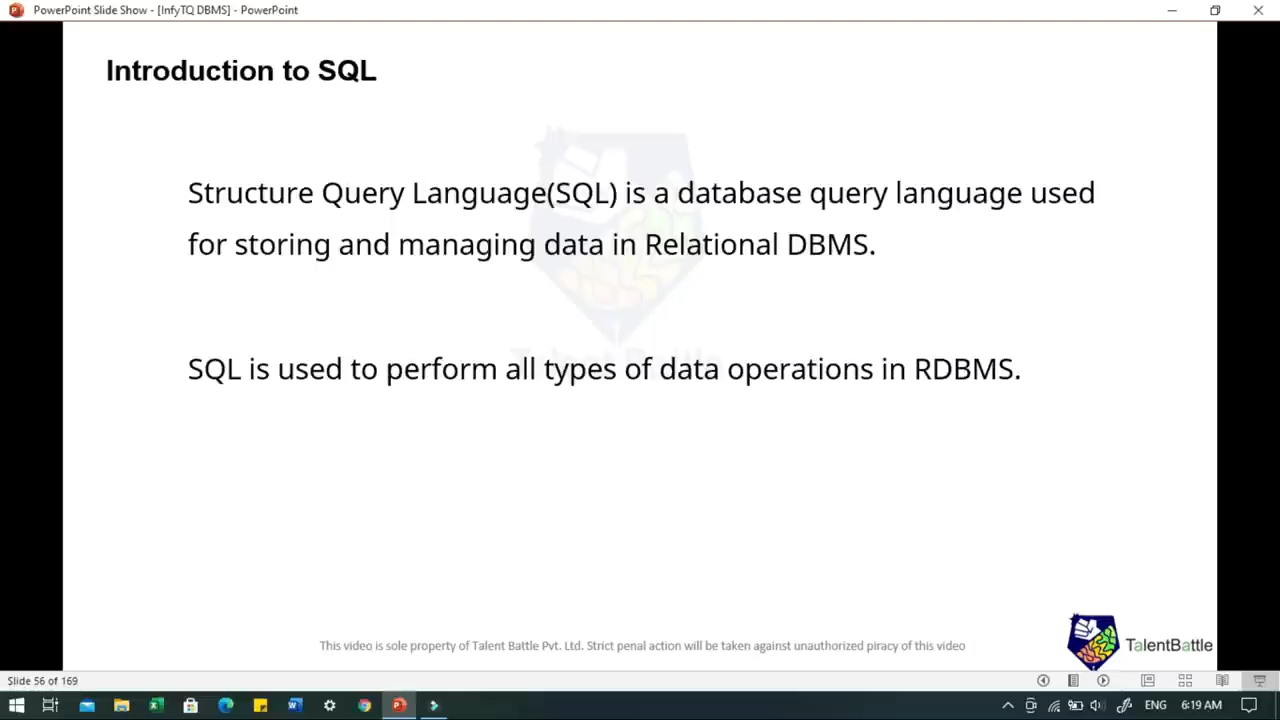 PowerPoint Slide Show - [InfyTQ DBMS] - PowerPoint
Introduction to SQL
Structure Query Language(SQL) is a database query language used
for storing and managing data in Relational DBMS.
Talent Battle
SQL is used to perform all types of data operations in RDBMS.
This video is sole property of Talent Battle Pvt. Ltd. Strict penal action will be taken against unauthorized piracy of this video
TalentBattle
Slide 56 of 169
ENG
6:19 AM